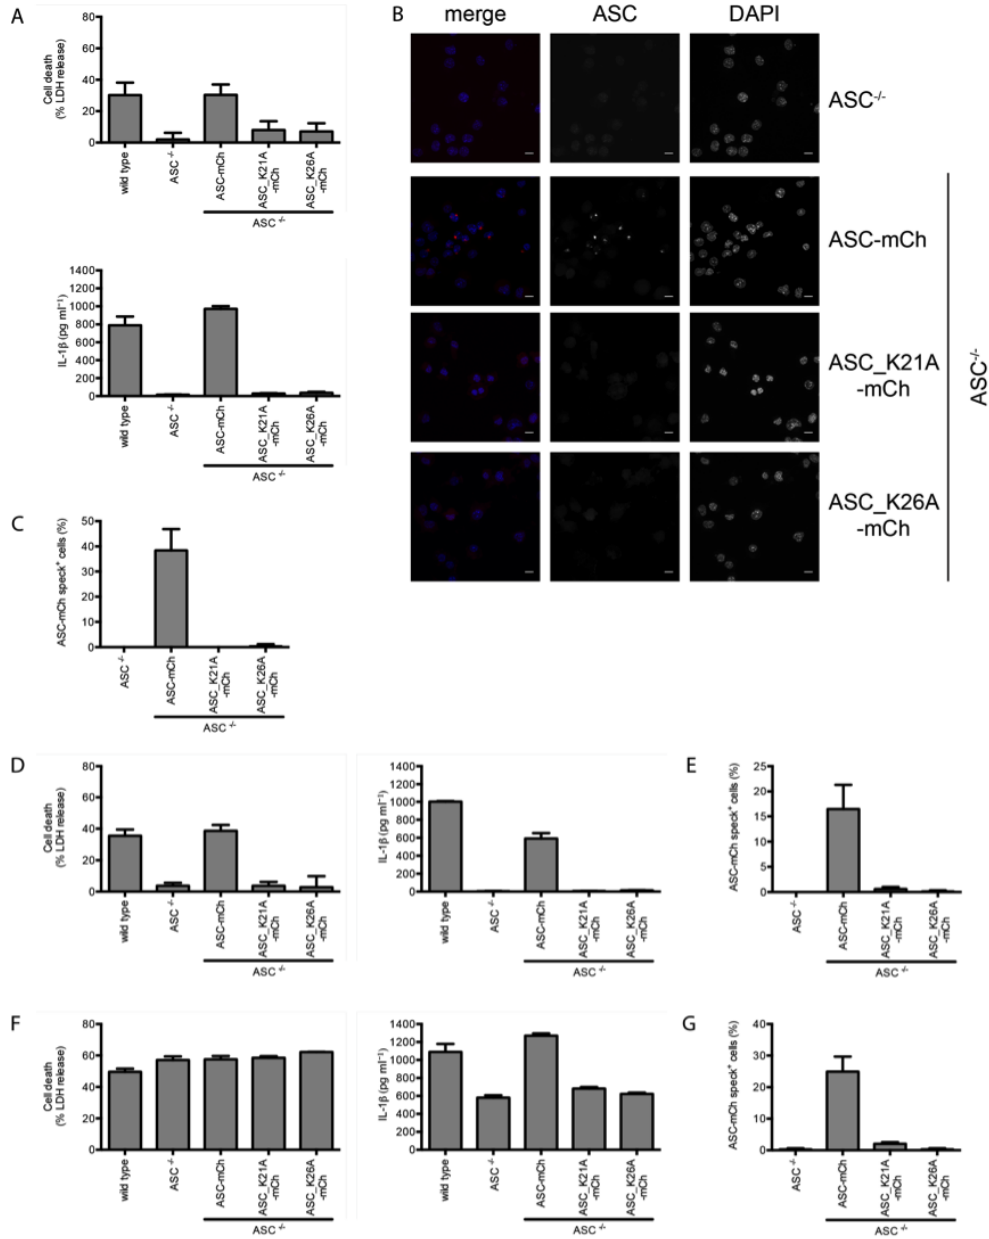 A
80
60
40
20
0
Cell death
(% LDH release)
wild type
ASC -/-
ASC-mCh
ASC_K21A
-mCh
ASC_K26A
-mCh
ASC -/-
1400
1200
1000
800
600
400
200
0
IL-1β (pg ml⁻¹)
wild type
ASC -/-
ASC-mCh
ASC_K21A
-mCh
ASC_K26A
-mCh
ASC -/-
B
merge ASC DAPI
ASC-/-
ASC-mCh
ASC_K21A
-mCh
ASC_K26A
-mCh
ASC-/-
C
50
40
30
20
10
0
ASC-mCh speck⁺ cells (%)
ASC -/-
ASC-mCh
ASC_K21A
-mCh
ASC_K26A
-mCh
ASC -/-
D
80
60
40
20
0
Cell death
(% LDH release)
wild type
ASC -/-
ASC-mCh
ASC_K21A
-mCh
ASC_K26A
-mCh
ASC -/-
1400
1200
1000
800
600
400
200
0
IL-1β (pg ml⁻¹)
wild type
ASC -/-
ASC-mCh
ASC_K21A
-mCh
ASC_K26A
-mCh
ASC -/-
E
25
20
15
10
5
0
ASC-mCh speck⁺ cells (%)
ASC -/-
ASC-mCh
ASC_K21A
-mCh
ASC_K26A
-mCh
ASC -/-
F
80
60
40
20
0
Cell death
(% LDH release)
wild type
ASC -/-
ASC-mCh
ASC_K21A
-mCh
ASC_K26A
-mCh
ASC -/-
1400
1200
1000
800
600
400
200
0
IL-1β (pg ml⁻¹)
wild type
ASC -/-
ASC-mCh
ASC_K21A
-mCh
ASC_K26A
-mCh
ASC -/-
G
40
30
20
10
0
ASC-mCh speck⁺ cells (%)
ASC -/-
ASC-mCh
ASC_K21A
-mCh
ASC_K26A
-mCh
ASC -/-